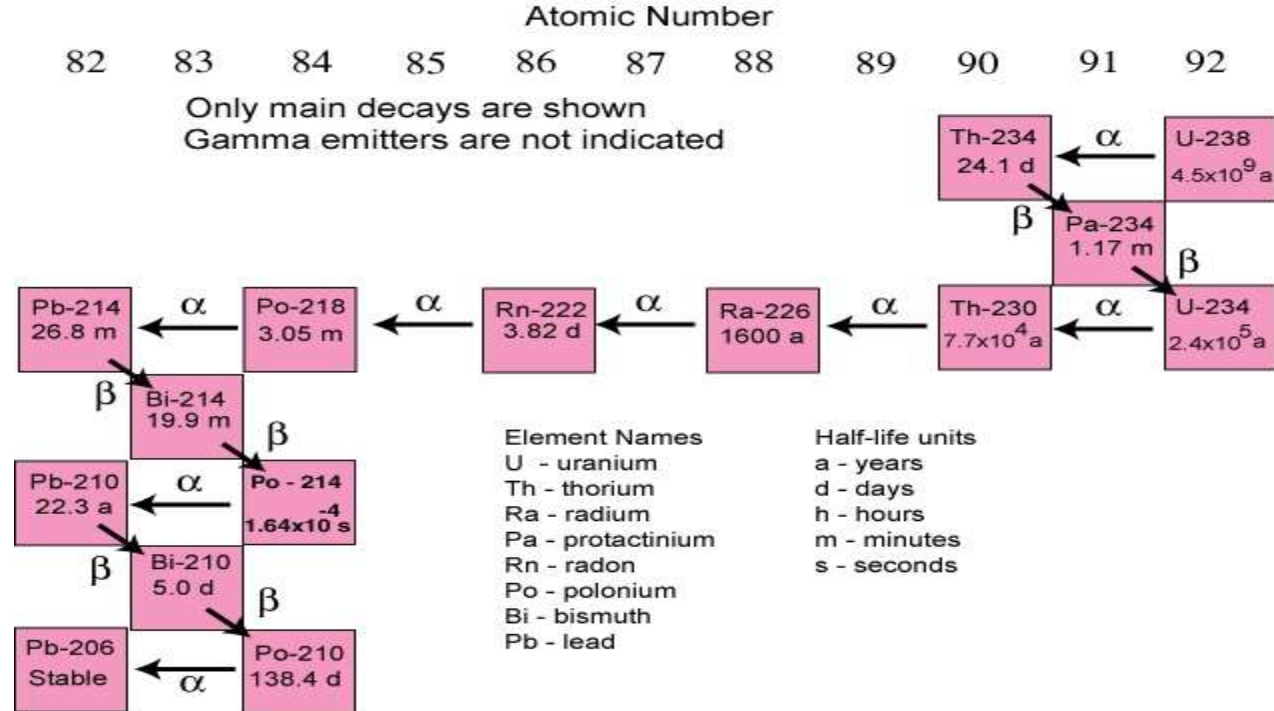 Atomic Number
82 83 84 85 86 87 88 89 90 91 92
Only main decays are shown
Gamma emitters are not indicated
Th-234
24.1 d
α
U-238
4.5x10⁹ a
β
Pa-234
1.17 m
β
Pb-214
26.8 m
α
Po-218
3.05 m
α
Rn-222
3.82 d
α
Ra-226
1600 a
α
Th-230
7.7x10⁴ a
α
U-234
2.4x10⁵ a
β
Bi-214
19.9 m
β
Pb-210
22.3 a
α
Po - 214
1.64x10⁻⁴ s
β
Bi-210
5.0 d
β
Pb-206
Stable
α
Po-210
138.4 d
Element Names
U - uranium
Th - thorium
Ra - radium
Pa - protactinium
Rn - radon
Po - polonium
Bi - bismuth
Pb - lead
Half-life units
a - years
d - days
h - hours
m - minutes
s - seconds